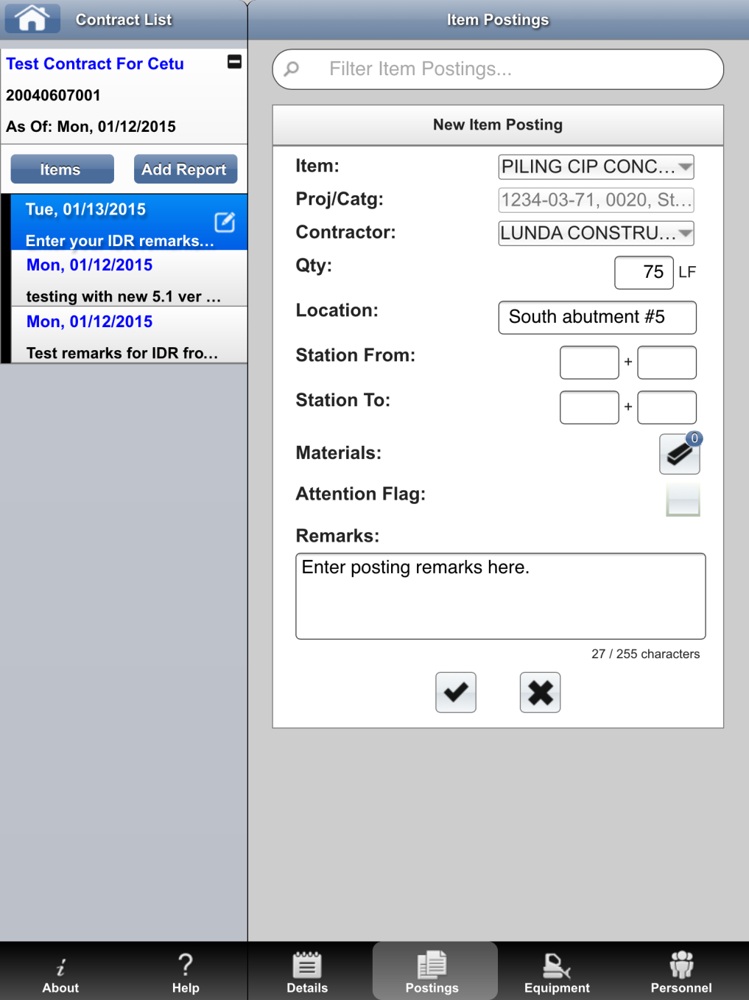 Contract List
Item Postings
Test Contract For Cetu
20040607001
As Of: Mon, 01/12/2015
Items
Add Report
Tue, 01/13/2015
Enter your IDR remarks...
Mon, 01/12/2015
testing with new 5.1 ver ...
Mon, 01/12/2015
Test remarks for IDR fro...
Filter Item Postings...
New Item Posting
Item: PILING CIP CONC...
Proj/Catg: 1234-03-71, 0020, St...
Contractor: LUNDA CONSTRU...
Qty: 75 LF
Location: South abutment #5
Station From: +
Station To: +
Materials: 0
Attention Flag:
Remarks:
Enter posting remarks here.
27 / 255 characters
About
Help
Details
Postings
Equipment
Personnel